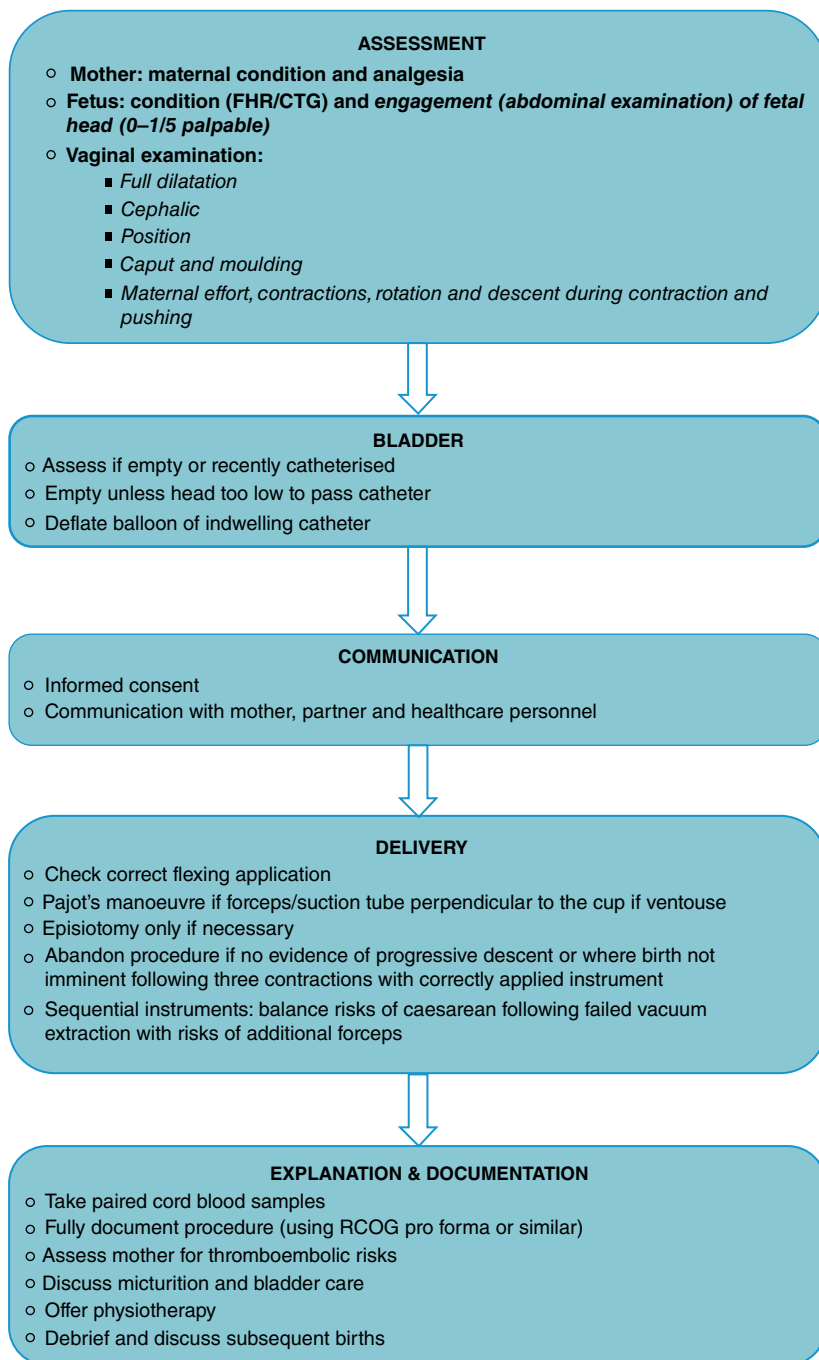 ASSESSMENT
Mother: maternal condition and analgesia
Fetus: condition (FHR/CTG) and engagement (abdominal examination) of fetal
head (0–1/5 palpable)
Vaginal examination:
Full dilatation
Cephalic
Position
Caput and moulding
Maternal effort, contractions, rotation and descent during contraction and
pushing
BLADDER
Assess if empty or recently catheterised
Empty unless head too low to pass catheter
Deflate balloon of indwelling catheter
COMMUNICATION
Informed consent
Communication with mother, partner and healthcare personnel
DELIVERY
Check correct flexing application
Pajot's manoeuvre if forceps/suction tube perpendicular to the cup if ventouse
Episiotomy only if necessary
Abandon procedure if no evidence of progressive descent or where birth not
imminent following three contractions with correctly applied instrument
Sequential instruments: balance risks of caesarean following failed vacuum
extraction with risks of additional forceps
EXPLANATION & DOCUMENTATION
Take paired cord blood samples
Fully document procedure (using RCOG pro forma or similar)
Assess mother for thromboembolic risks
Discuss micturition and bladder care
Offer physiotherapy
Debrief and discuss subsequent births